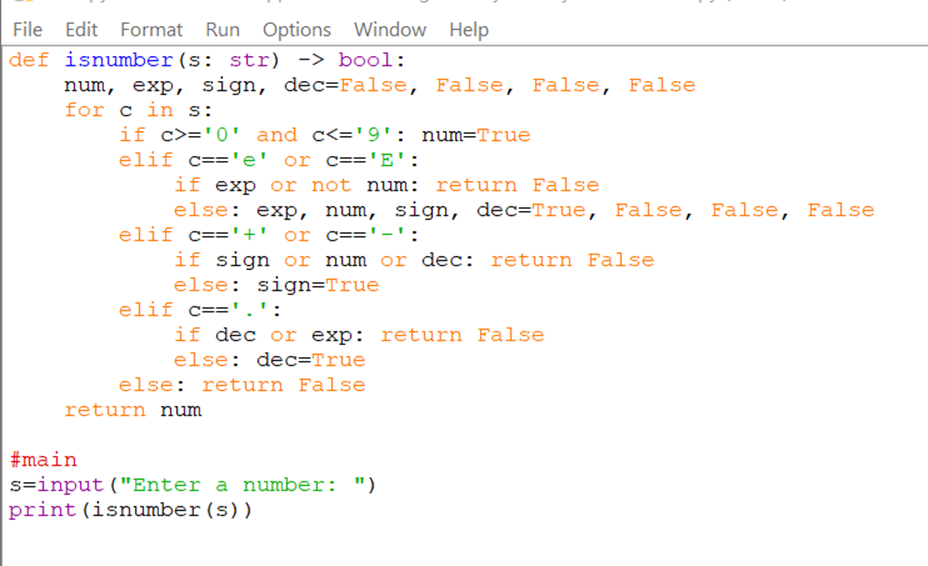 File Edit Format Run Options Window Help
def isnumber(s: str) -> bool:
    num, exp, sign, dec=False, False, False, False
    for c in s:
        if c>='0' and c<='9': num=True
        elif c=='e' or c=='E':
            if exp or not num: return False
            else: exp, num, sign, dec=True, False, False, False
        elif c=='+' or c=='-':
            if sign or num or dec: return False
            else: sign=True
        elif c=='.':
            if dec or exp: return False
            else: dec=True
        else: return False
    return num

#main
s=input("Enter a number: ")
print(isnumber(s))